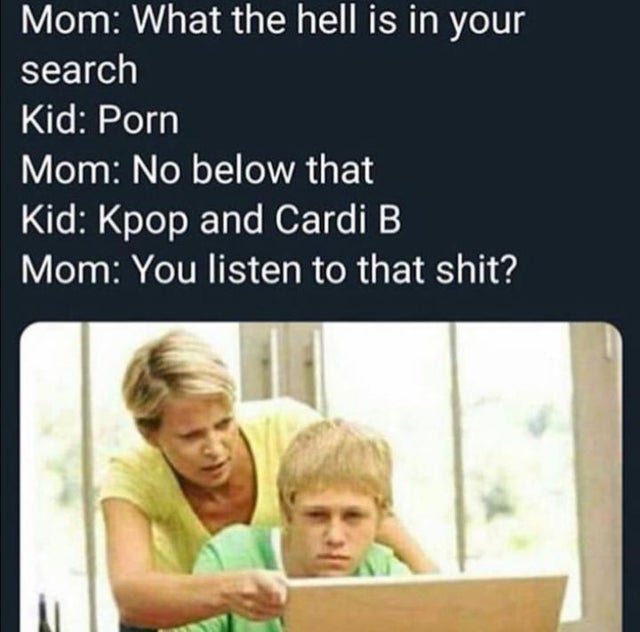 Mom: What the hell is in your
search
Kid: Porn
Mom: No below that
Kid: Kpop and Cardi B
Mom: You listen to that shit?